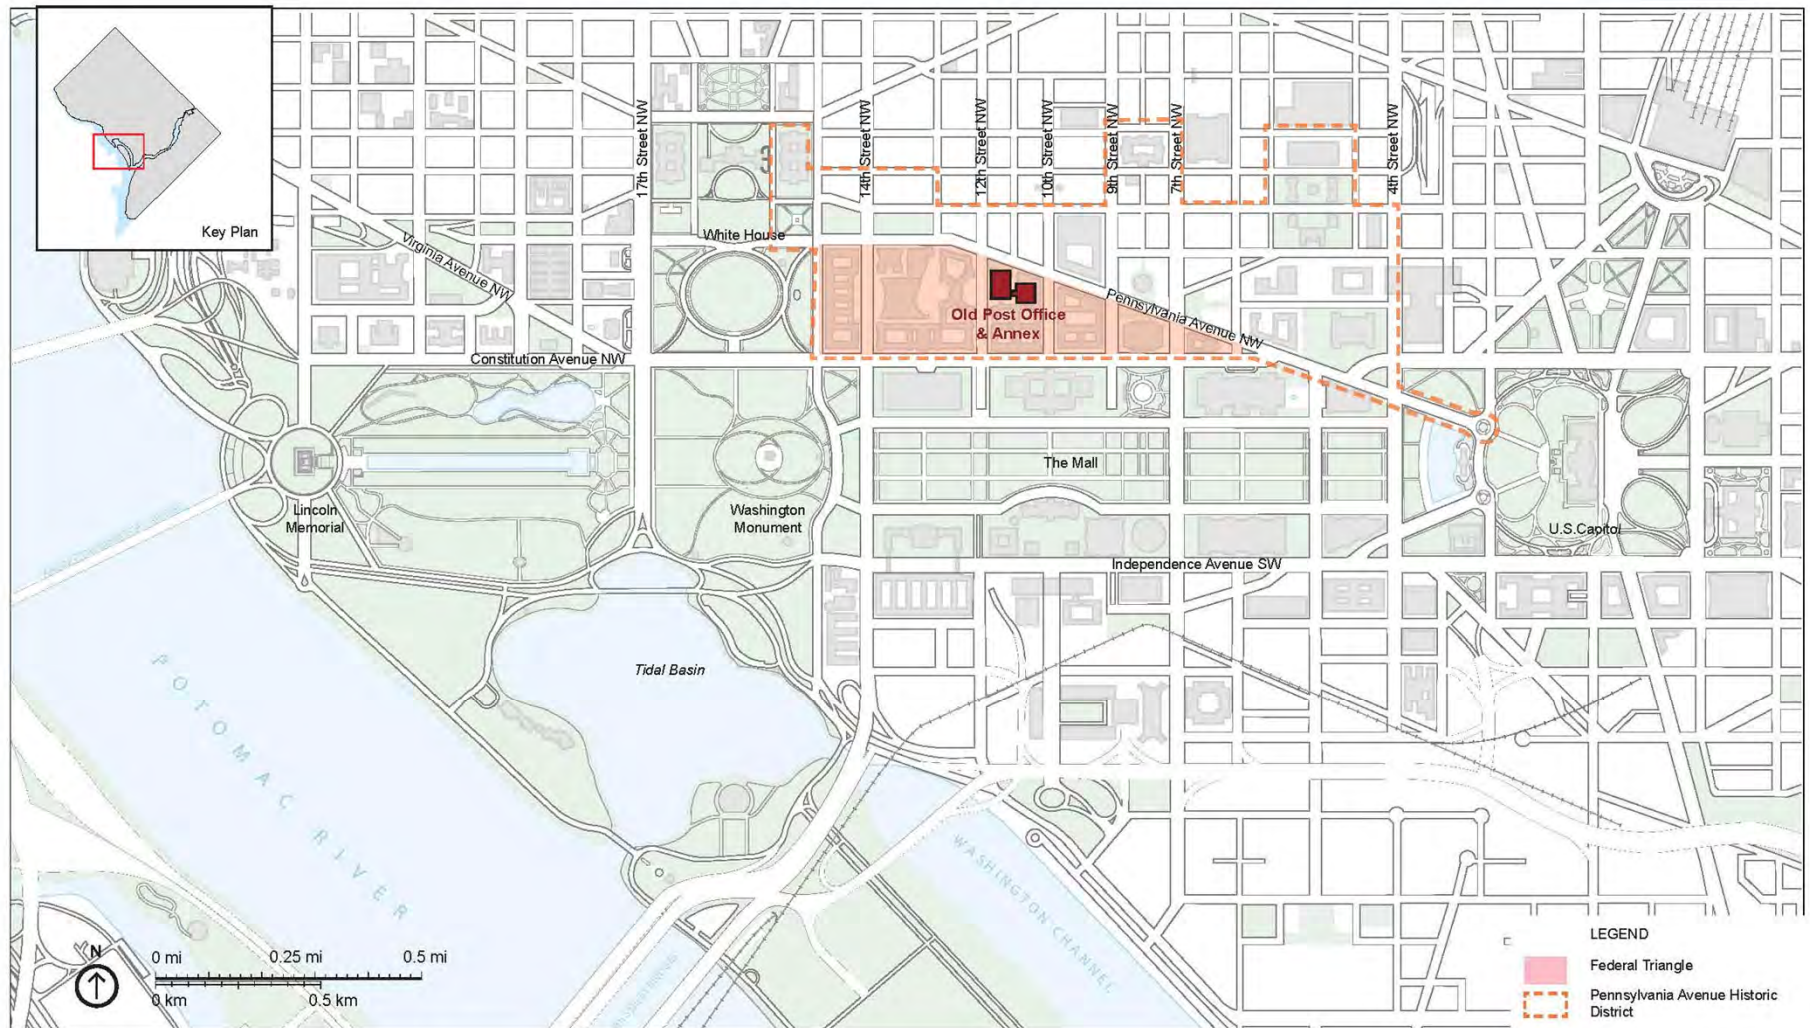 Key Plan
17th Street NW
14th Street NW
12th Street NW
10th Street NW
9th Street NW
7th Street NW
4th Street NW
Virginia Avenue NW
White House
Old Post Office
& Annex
Pennsylvania Avenue NW
Constitution Avenue NW
The Mall
Lincoln
Memorial
Washington
Monument
U.S.Capitol
Independence Avenue SW
Tidal Basin
POTOMAC RIVER
WASHINGTON CHANNEL
N
0 mi 0.25 mi 0.5 mi
0 km 0.5 km
LEGEND
Federal Triangle
Pennsylvania Avenue Historic
District